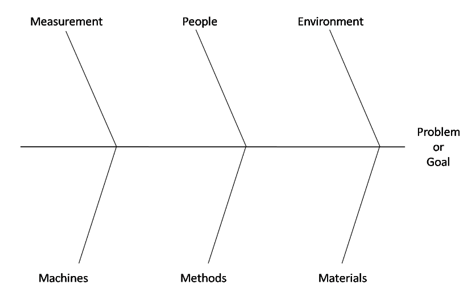 Measurement
People
Environment
Problem
or
Goal
Machines
Methods
Materials